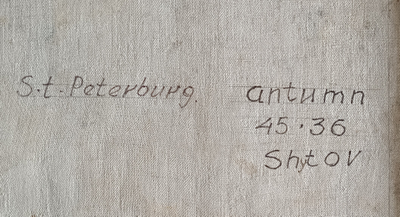 S.t. Peterburg. antumn
45·36
Shtov